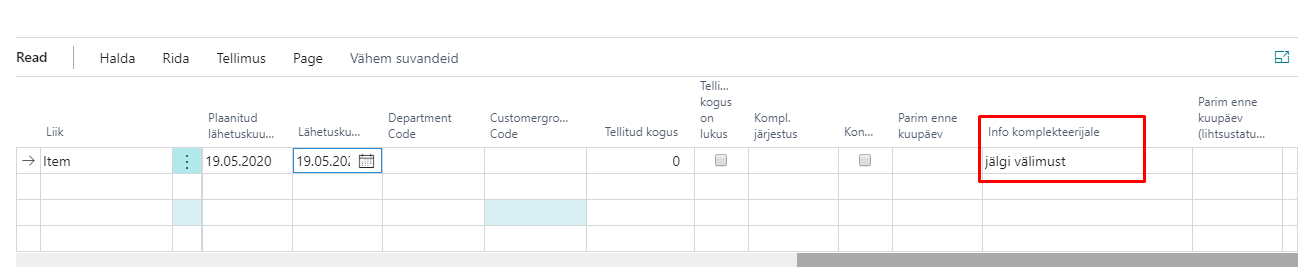 Read Halda Rida Tellimus Page Vähem suvandeid
Liik
Plaanitud
lähetuskuu...
Lähetusku...
Department
Code
Customergro...
Code
Tellitud kogus
Telli...
kogus
on
lukus
Kompl.
järjestus
Kon...
Parim enne
kuupäev
Info komplekteerijale
Parim enne
kuupäev
(lihtsustatu...
Item 19.05.2020 19.05.202 0 jälgi välimust